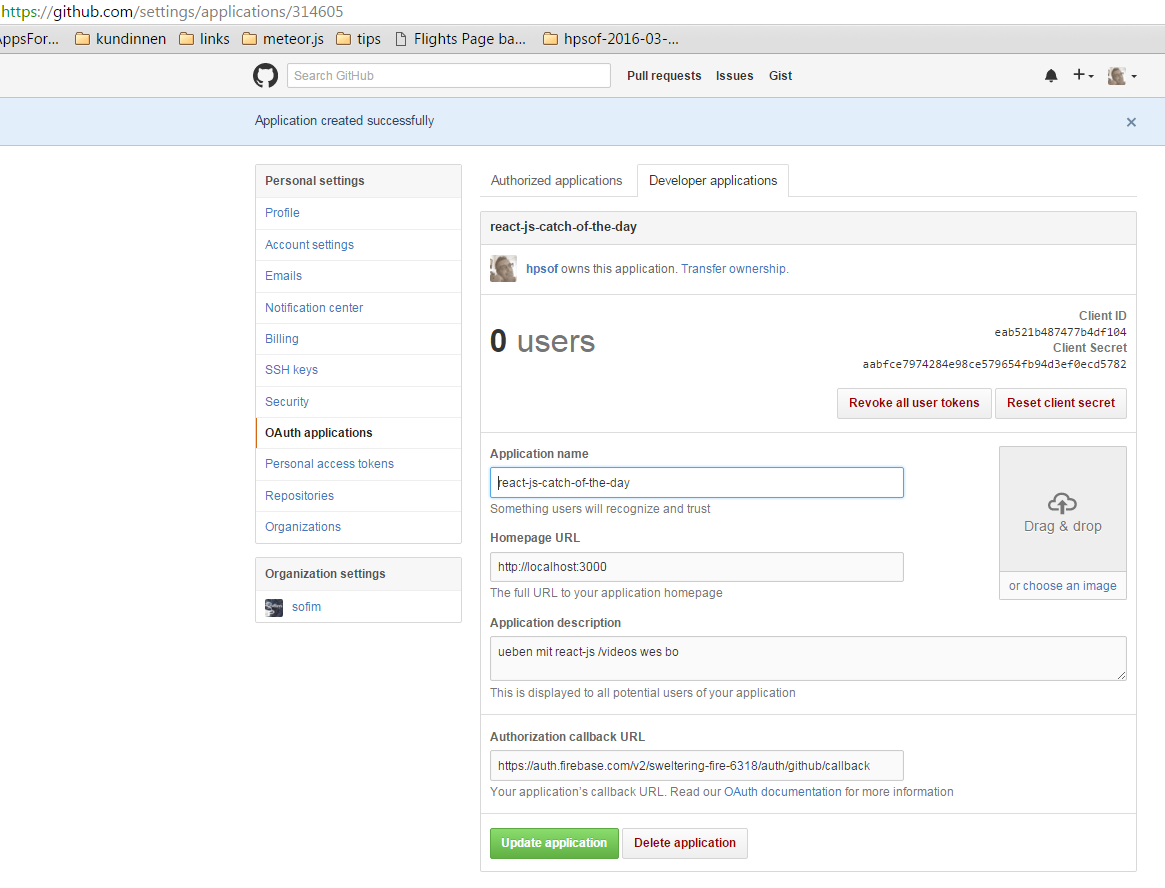 https://github.com/settings/applications/314605
AppsFor... kundinnen links meteor.js tips Flights Page ba... hpsof-2016-03-...
Search GitHub Pull requests Issues Gist
Application created successfully
Personal settings
Profile
Account settings
Emails
Notification center
Billing
SSH keys
Security
OAuth applications
Personal access tokens
Repositories
Organizations
Organization settings
sofim
Authorized applications Developer applications
react-js-catch-of-the-day
hpsof owns this application. Transfer ownership.
0 users
Client ID
eab521b487477b4df104
Client Secret
aabfce7974284e98ce579654fb94d3ef0ecd5782
Revoke all user tokens Reset client secret
Application name
react-js-catch-of-the-day
Something users will recognize and trust
Drag & drop
or choose an image
Homepage URL
http://localhost:3000
The full URL to your application homepage
Application description
ueben mit react-js /videos wes bo
This is displayed to all potential users of your application
Authorization callback URL
https://auth.firebase.com/v2/sweltering-fire-6318/auth/github/callback
Your application's callback URL. Read our OAuth documentation for more information
Update application Delete application